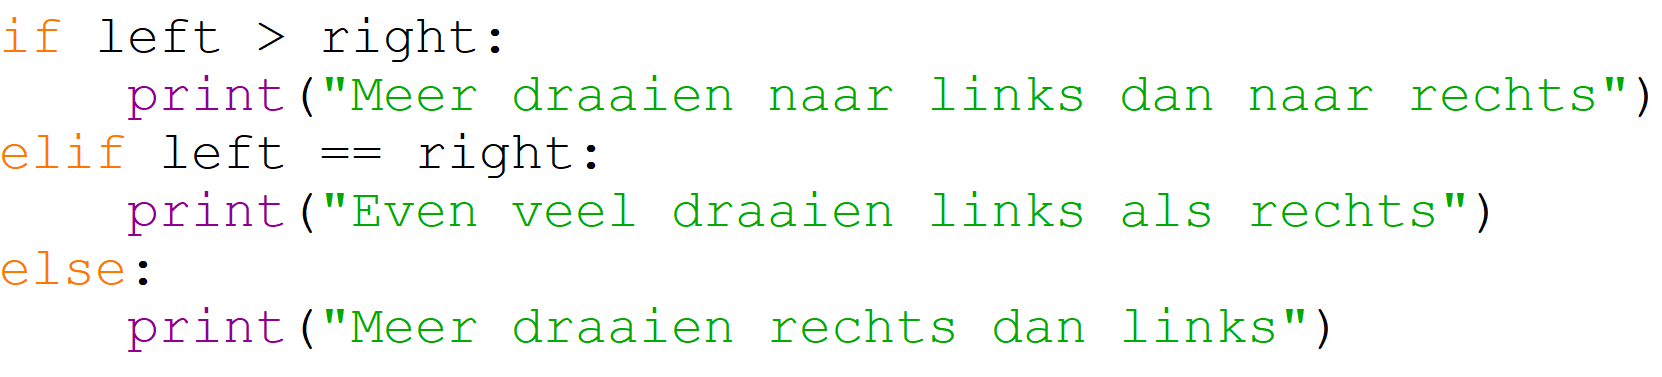 if left > right:
    print("Meer draaien naar links dan naar rechts")
elif left == right:
    print("Even veel draaien links als rechts")
else:
    print("Meer draaien rechts dan links")